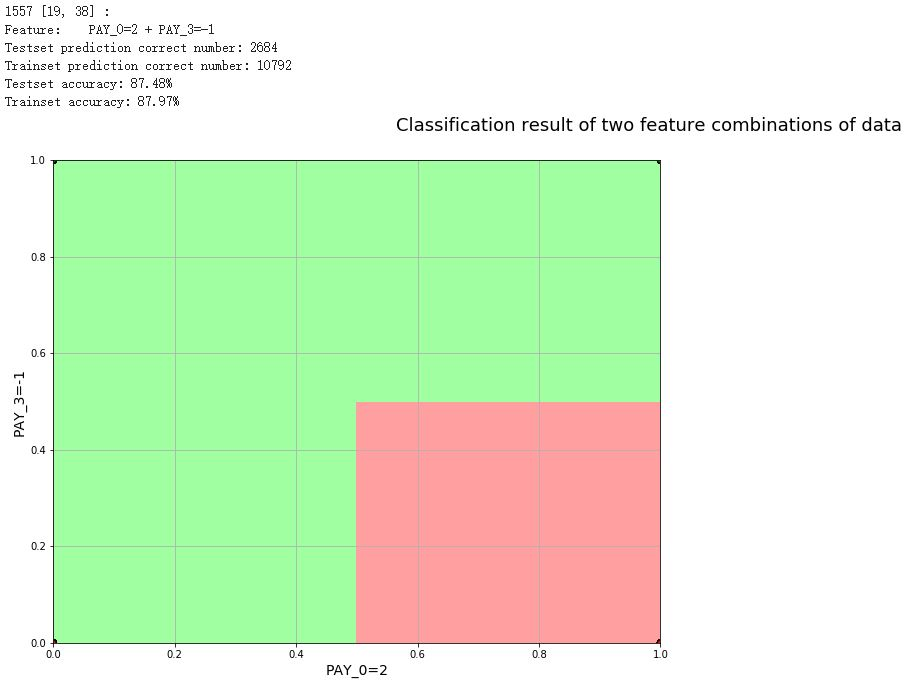 1557 [19, 38] :
Feature:    PAY_0=2 + PAY_3=-1
Testset prediction correct number: 2684
Trainset prediction correct number: 10792
Testset accuracy: 87.48%
Trainset accuracy: 87.97%
Classification result of two feature combinations of data
1.0
0.8
0.6
0.4
0.2
0.0
PAY_3=-1
0.0 0.2 0.4 0.6 0.8 1.0
PAY_0=2